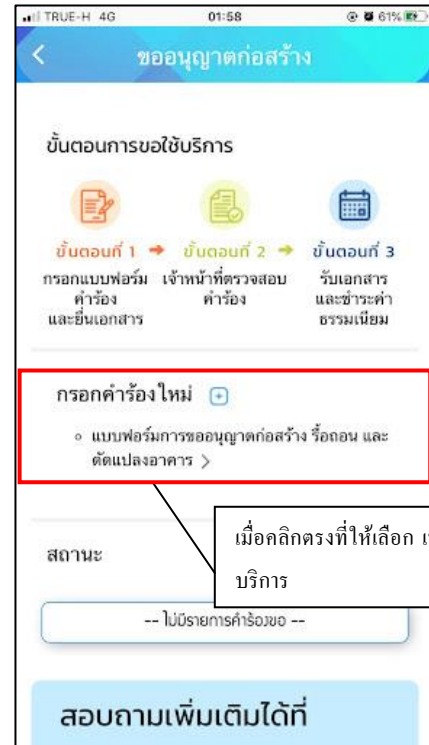 TRUE-H 4G 01:58 61%
ขออนุญาตก่อสร้าง
ขั้นตอนการขอใช้บริการ
ขั้นตอนที่ 1 ➔ ขั้นตอนที่ 2 ➔ ขั้นตอนที่ 3
กรอกแบบฟอร์ม เจ้าหน้าที่ตรวจสอบ รับเอกสาร
คำร้อง คำร้อง และชำระค่า
และยื่นเอกสาร ธรรมเนียม
กรอกคำร้องใหม่
แบบฟอร์มการขออนุญาตก่อสร้าง รื้อถอน และ
ดัดแปลงอาคาร >
เมื่อคลิกตรงที่ให้เลือก
บริการ
สถานะ
-- ไม่มีรายการคำร้องขอ --
สอบถามเพิ่มเติมได้ที่